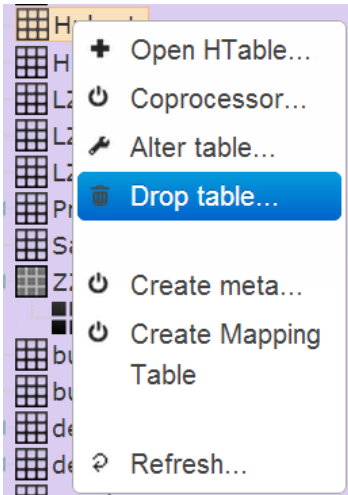 Open HTable...
Coprocessor...
Alter table...
Drop table...
Create meta...
Create Mapping
Table
Refresh...